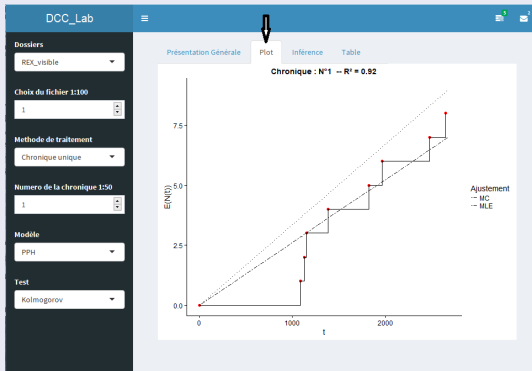 DCC_Lab
Dossiers
REX_visible
Choix du fichier 1:100
1
Methode de traitement
Chronique unique
Numero de la chronique 1:50
1
Modèle
PPH
Test
Kolmogorov
Présentation Générale Plot Inférence Table
Chronique : N°1 -- R² = 0.92
7.5
5.0
2.5
0.0
E(N(t))
0 1000 2000
t
Ajustement
MC
MLE